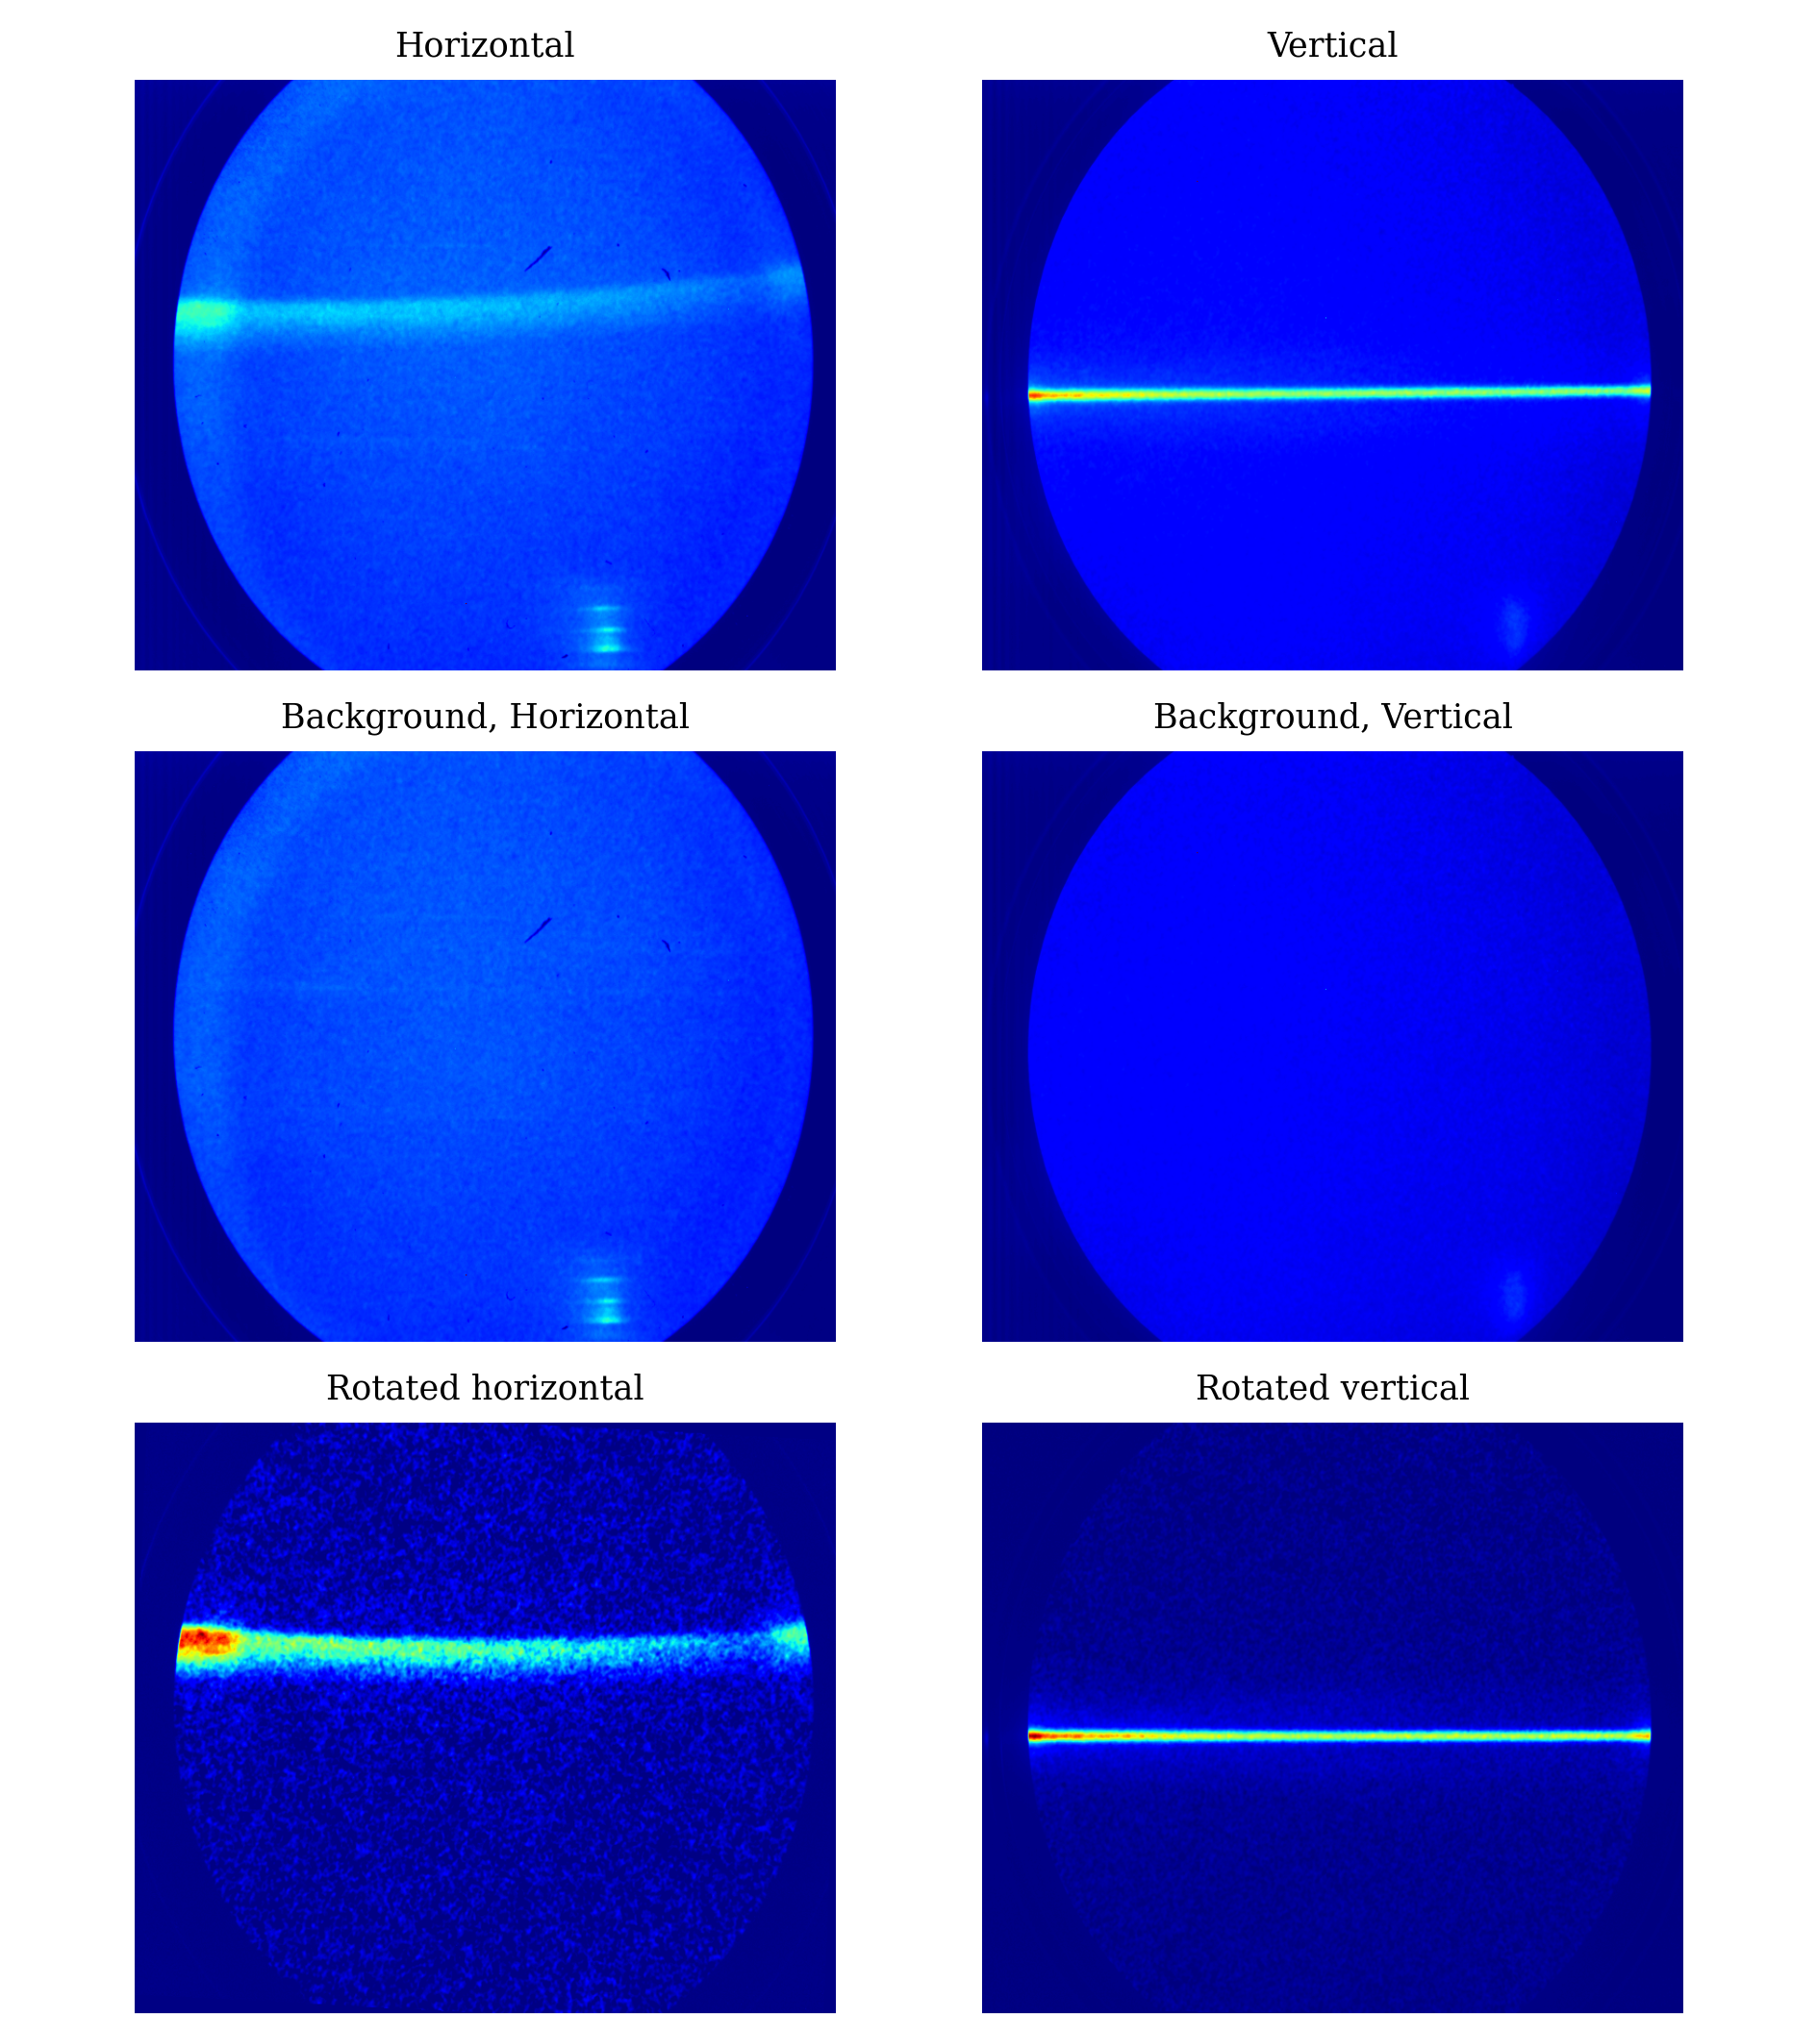 Horizontal
Vertical
Background, Horizontal
Background, Vertical
Rotated horizontal
Rotated vertical